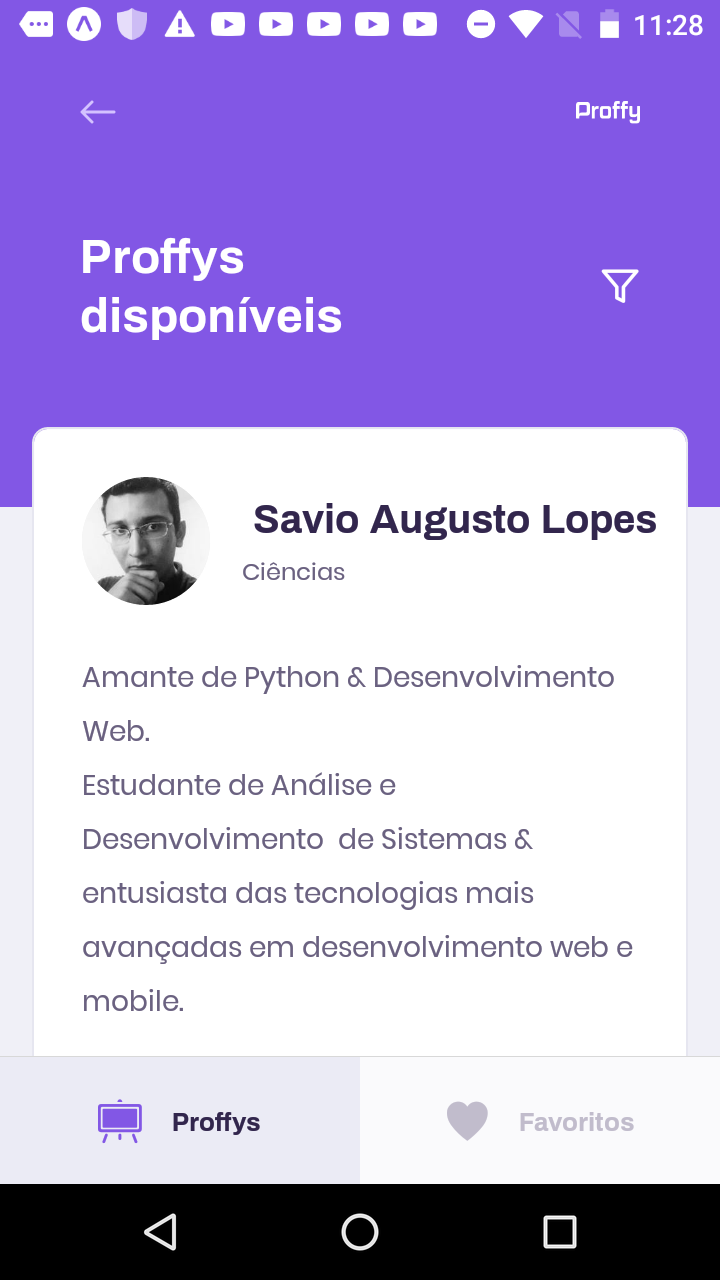 11:28
Proffy
Proffys
disponíveis
Savio Augusto Lopes
Ciências
Amante de Python & Desenvolvimento
Web.
Estudante de Análise e
Desenvolvimento  de Sistemas &
entusiasta das tecnologias mais
avançadas em desenvolvimento web e
mobile.
Proffys
Favoritos